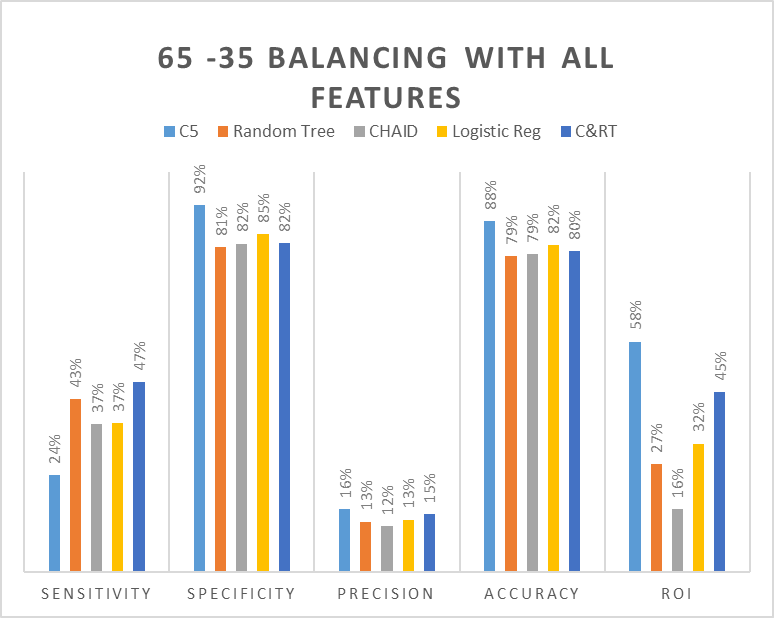 65 -35 BALANCING WITH ALL
FEATURES
C5 Random Tree CHAID Logistic Reg C&RT
24% 43% 37% 37% 47%
92% 81% 82% 85% 82%
16% 13% 12% 13% 15%
88% 79% 79% 82% 80%
58% 27% 16% 32% 45%
SENSITIVITY SPECIFICITY PRECISION ACCURACY ROI